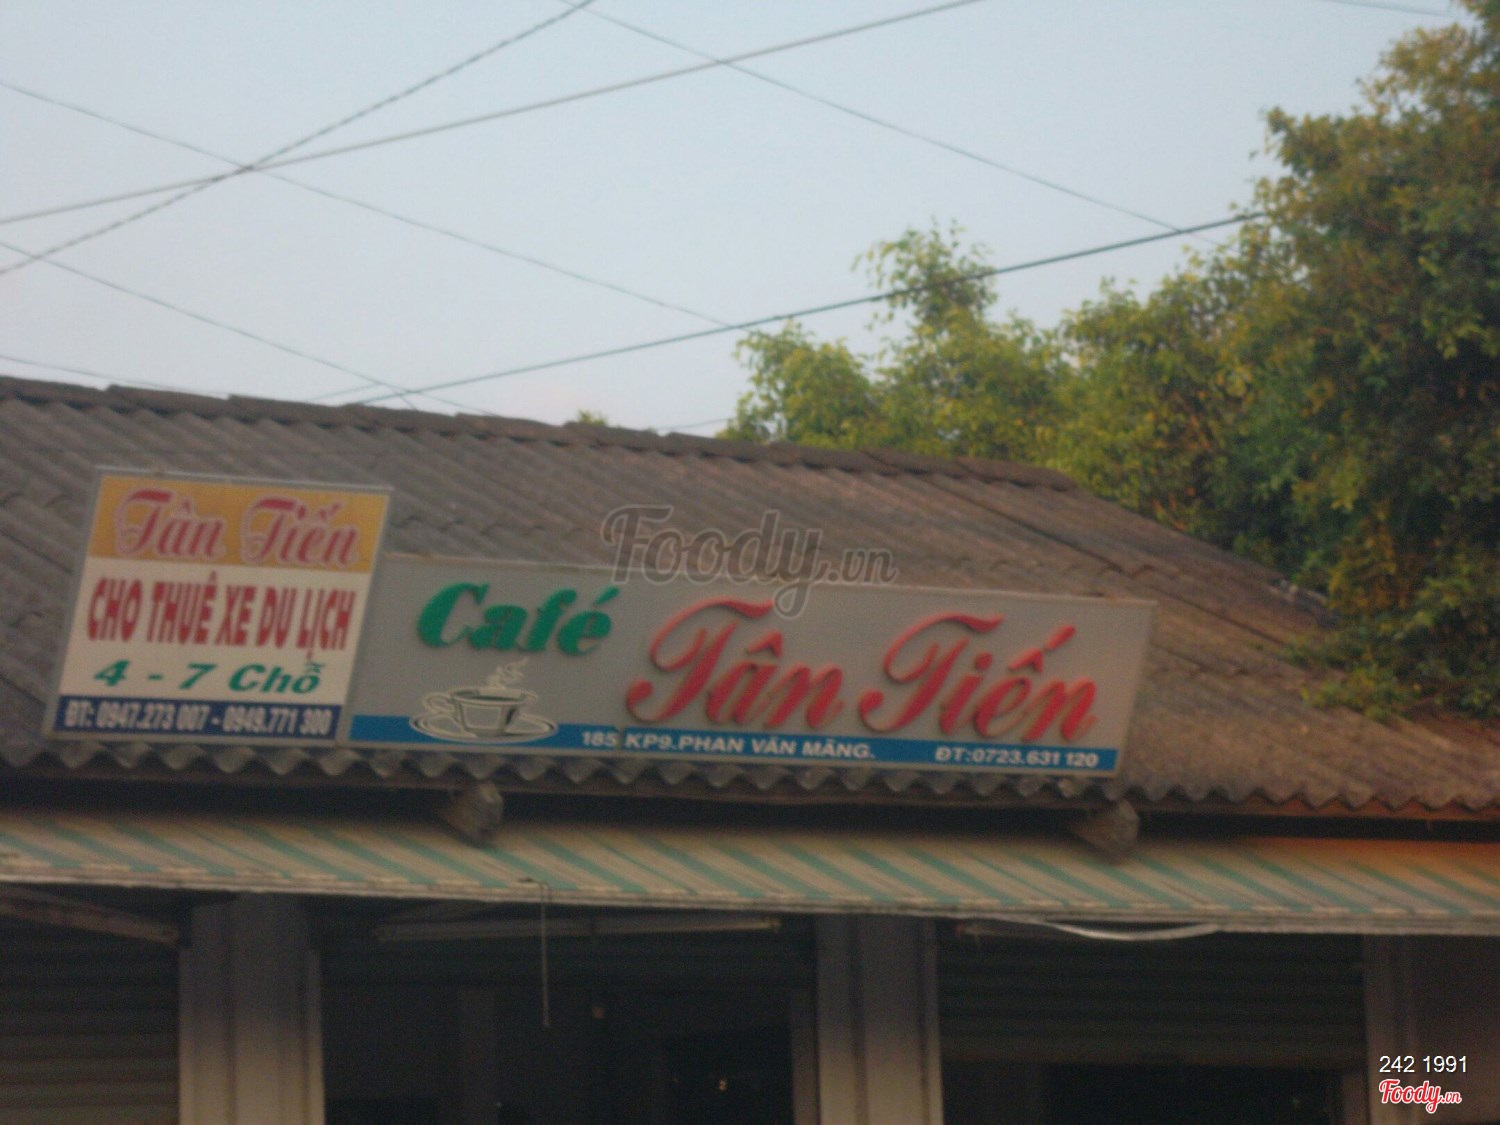 Tân Tiến
CHO THUÊ XE DU LỊCH
4 - 7 Chỗ
ĐT: 0947.273 007 - 0949.771 300
Café
Tân Tiến
185 KP9.PHAN VĂN MÃNG.
ĐT:0723.631 120
Foody.vn
242 1991
Foody.vn